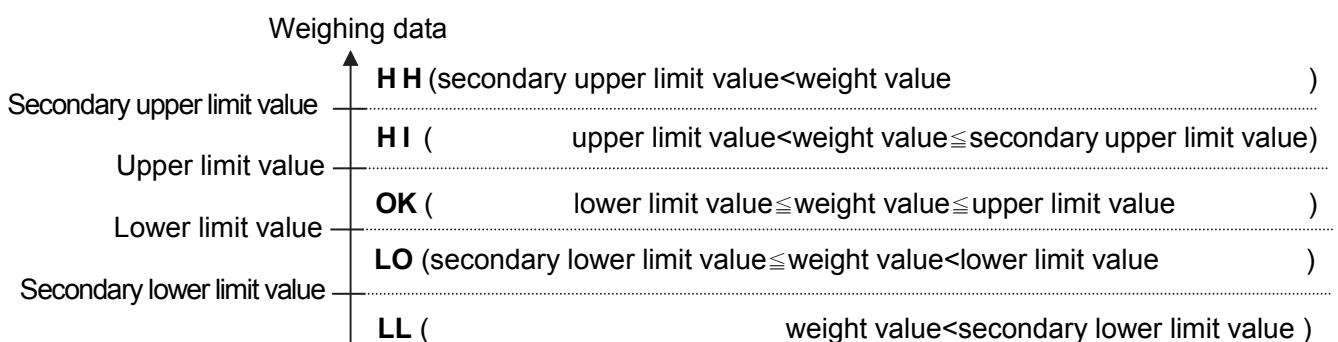 Weighing data
H H (secondary upper limit value<weight value )
Secondary upper limit value
H I ( upper limit value<weight value≦secondary upper limit value)
Upper limit value
OK ( lower limit value≦weight value≦upper limit value )
Lower limit value
LO (secondary lower limit value≦weight value<lower limit value )
Secondary lower limit value
LL ( weight value<secondary lower limit value )